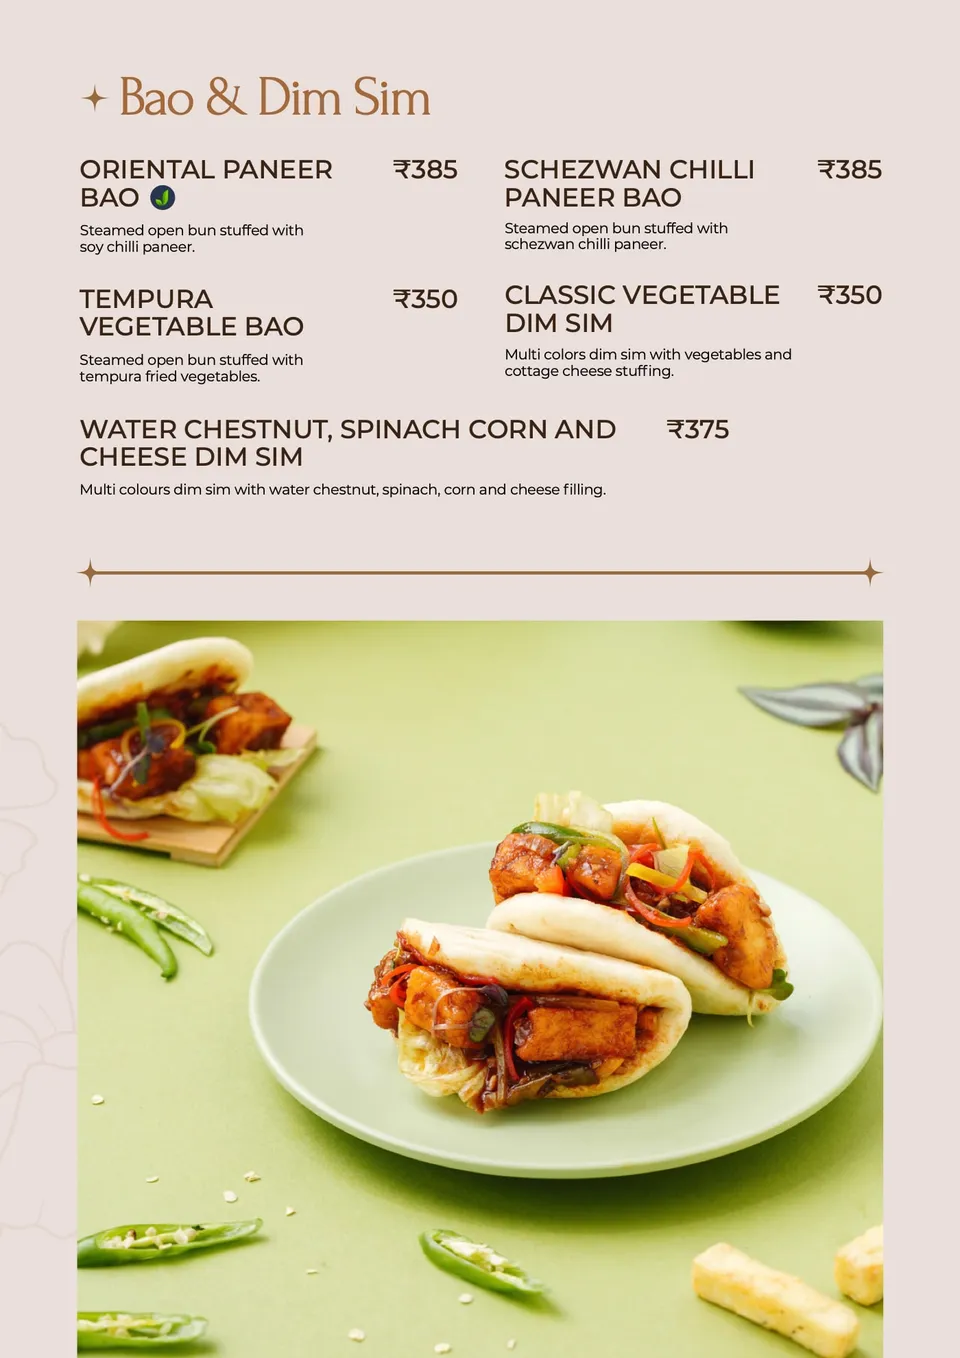 Bao & Dim Sim
ORIENTAL PANEER ₹385
BAO
Steamed open bun stuffed with
soy chilli paneer.
SCHEZWAN CHILLI ₹385
PANEER BAO
Steamed open bun stuffed with
schezwan chilli paneer.
TEMPURA ₹350
VEGETABLE BAO
Steamed open bun stuffed with
tempura fried vegetables.
CLASSIC VEGETABLE ₹350
DIM SIM
Multi colors dim sim with vegetables and
cottage cheese stuffing.
WATER CHESTNUT, SPINACH CORN AND ₹375
CHEESE DIM SIM
Multi colours dim sim with water chestnut, spinach, corn and cheese filling.